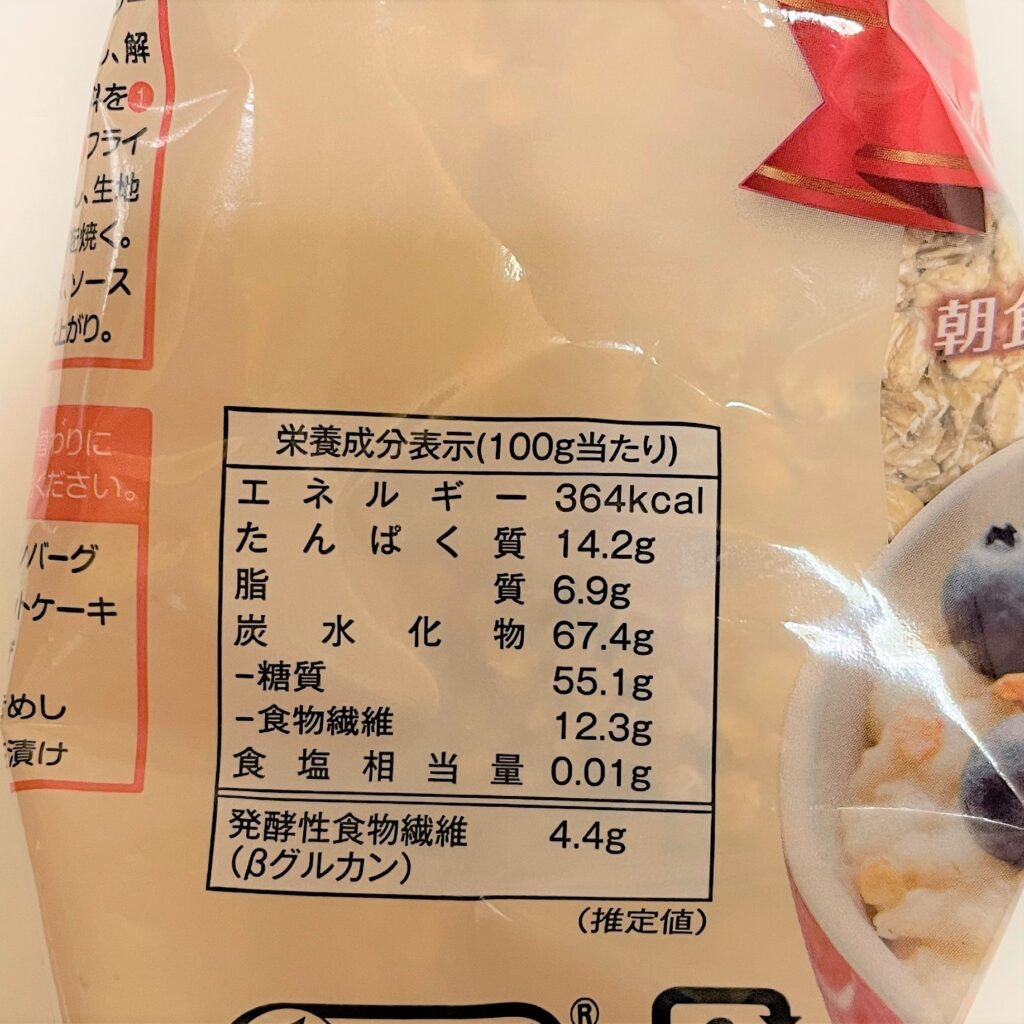 解
料を1
フライ
し、生地
を焼く。
ソース
上がり。
替わりに
ください。
バーグ
トケーキ
めし
漬け
朝食
栄養成分表示(100g当たり)
エネルギー 364kcal
たんぱく質 14.2g
脂質 6.9g
炭水化物 67.4g
-糖質 55.1g
-食物繊維 12.3g
食塩相当量 0.01g
発酵性食物繊維 4.4g
(βグルカン)
(推定値)
®